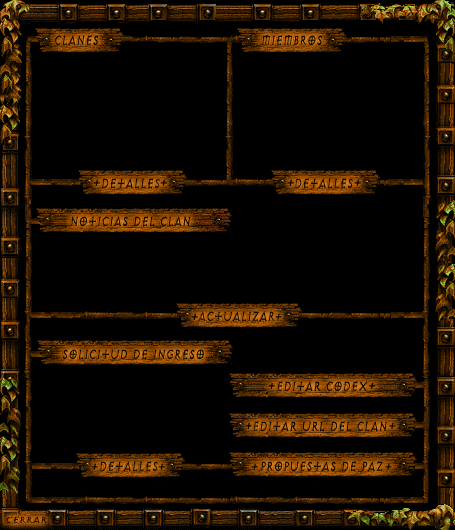 CLANES
MIEMBROS
+DETALLES+
+DETALLES+
NOTICIAS DEL CLAN
+ACTUALIZAR+
SOLICITUD DE INGRESO
+EDITAR CODEX+
+EDITAR URL DEL CLAN+
+DETALLES+
+PROPUESTAS DE PAZ+
CERRAR